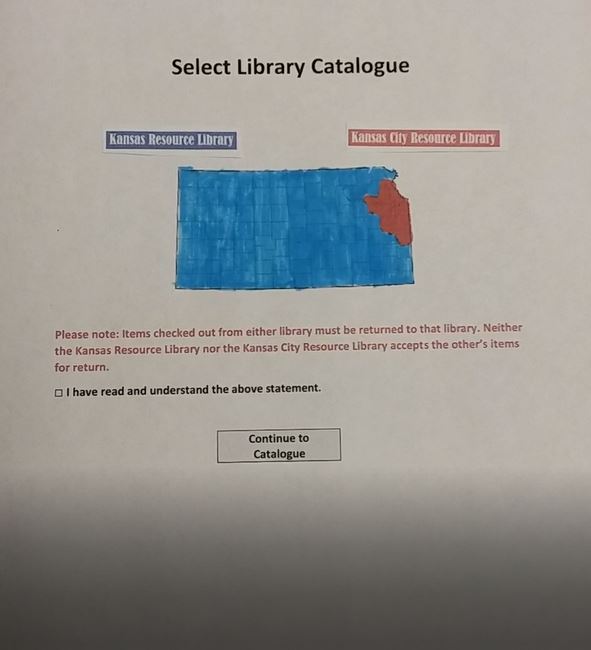 Select Library Catalogue
Kansas Resource Library
Kansas City Resource Library
Please note: Items checked out from either library must be returned to that library. Neither
the Kansas Resource Library nor the Kansas City Resource Library accepts the other's items
for return.
☐ I have read and understand the above statement.
Continue to
Catalogue